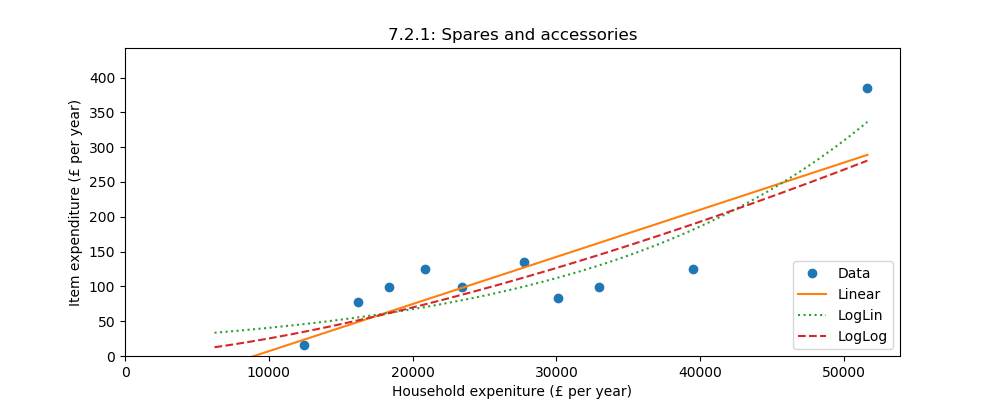 7.2.1: Spares and accessories
Item expenditure (£ per year)
400
350
300
250
200
150
100
50
0
0 10000 20000 30000 40000 50000
Household expeniture (£ per year)
Data
Linear
LogLin
LogLog